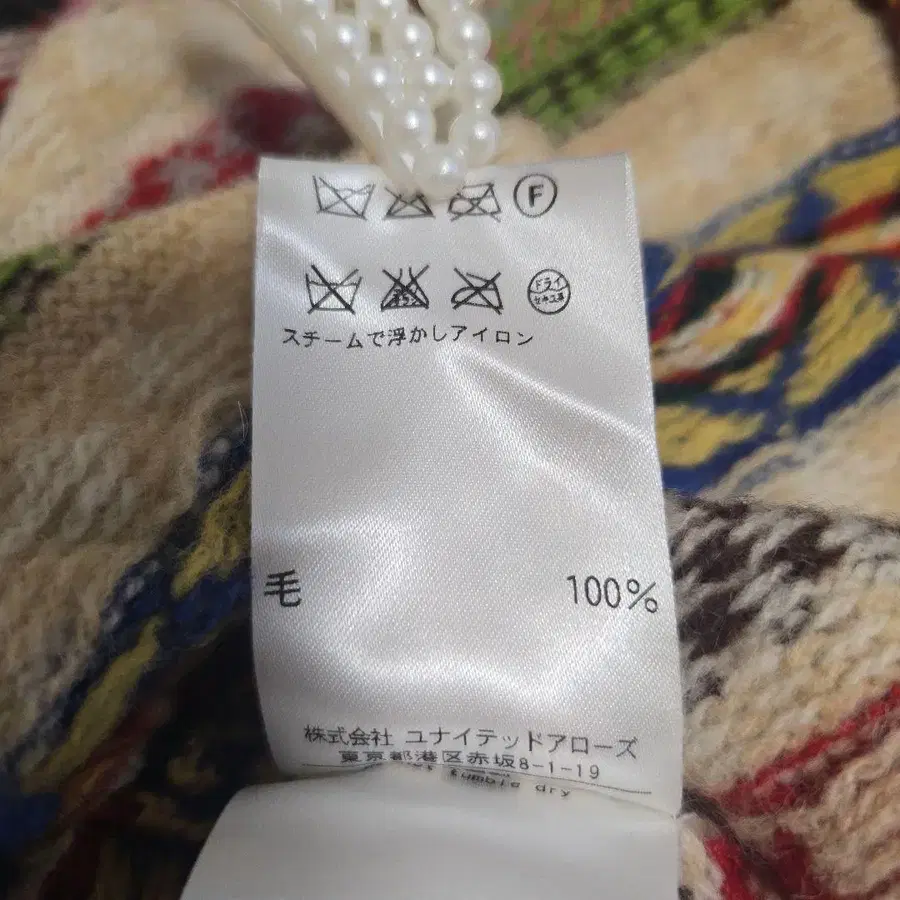 F
ドライ
セキユ系
スチームで浮かしアイロン
毛 100%
株式会社 ユナイテッドアローズ
東京都港区赤坂8-1-19
tumble dry